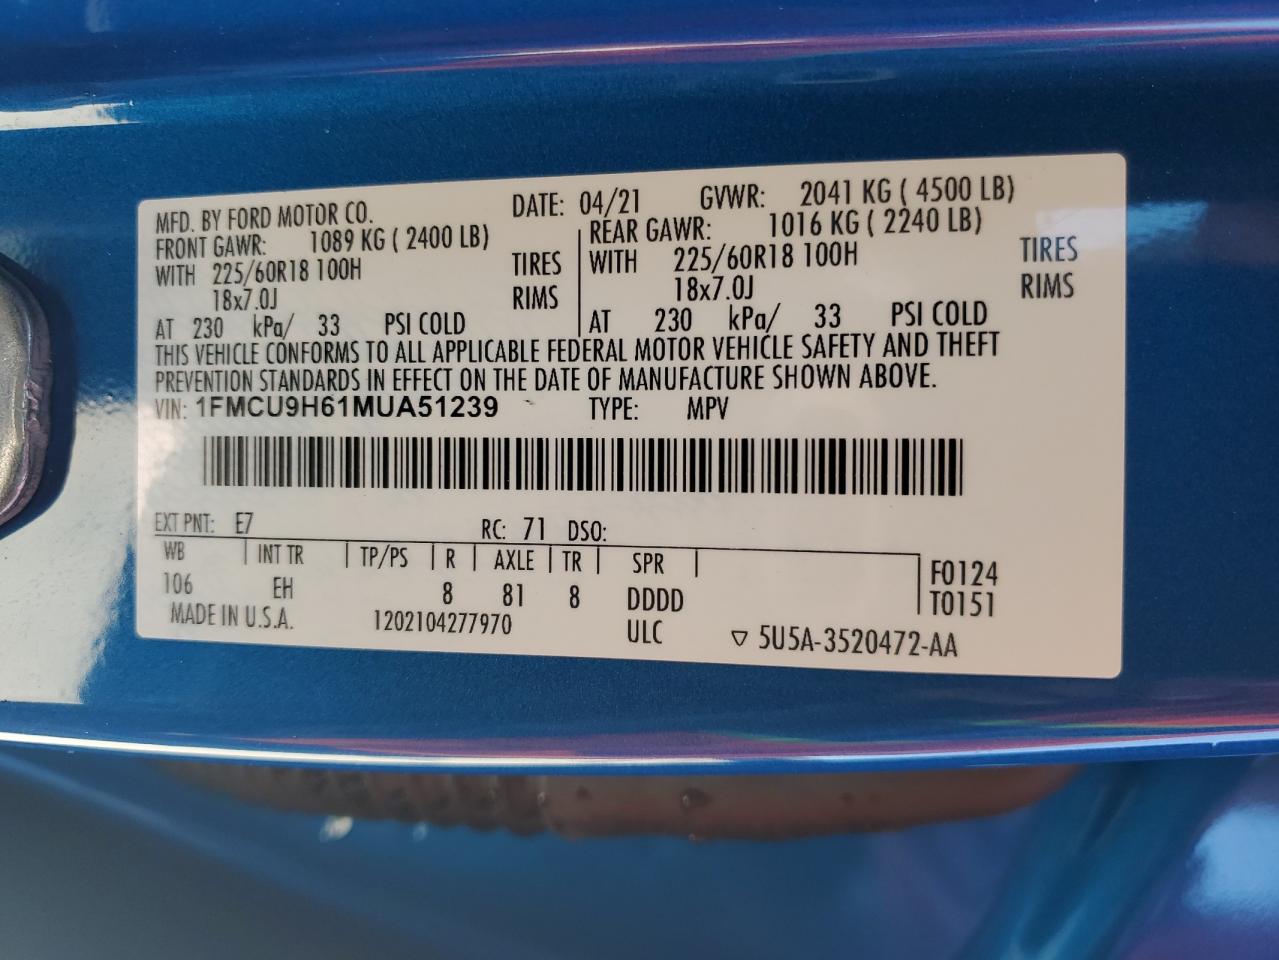 MFD. BY FORD MOTOR CO. DATE: 04/21 GVWR: 2041 KG ( 4500 LB)
FRONT GAWR: 1089 KG ( 2400 LB) REAR GAWR: 1016 KG ( 2240 LB)
WITH 225/60R18 100H TIRES WITH 225/60R18 100H TIRES
18x7.0J RIMS 18x7.0J RIMS
AT 230 kPa/ 33 PSI COLD AT 230 kPa/ 33 PSI COLD
THIS VEHICLE CONFORMS TO ALL APPLICABLE FEDERAL MOTOR VEHICLE SAFETY AND THEFT
PREVENTION STANDARDS IN EFFECT ON THE DATE OF MANUFACTURE SHOWN ABOVE.
VIN: 1FMCU9H61MUA51239 TYPE: MPV
EXT PNT: E7 RC: 71 DSO:
WB INT TR TP/PS R AXLE TR SPR
106 EH 8 81 8 DDDD
F0124
T0151
MADE IN U.S.A. 1202104277970 ULC ▽ 5U5A-3520472-AA